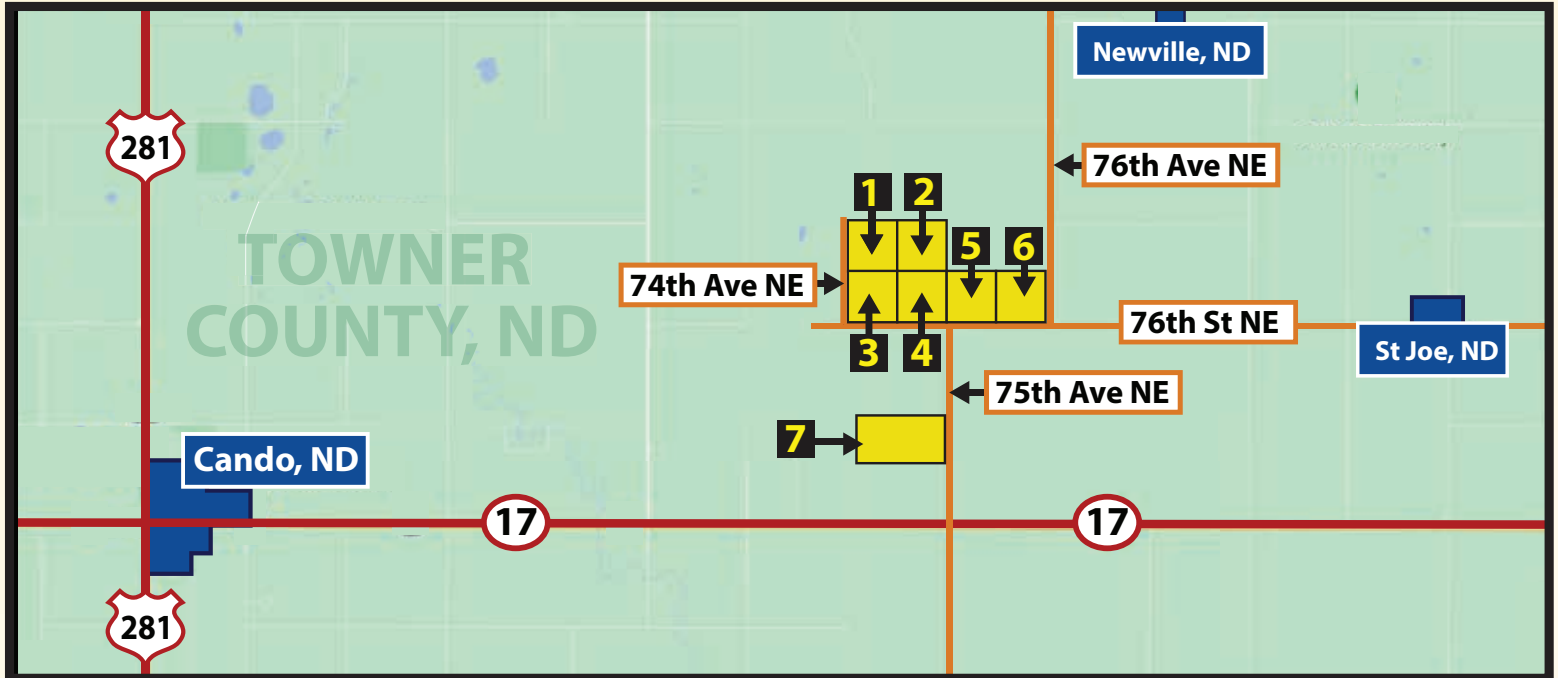 Newville, ND
281
76th Ave NE
1
2
5
6
TOWNER
COUNTY, ND
74th Ave NE
76th St NE
St Joe, ND
3
4
75th Ave NE
7
Cando, ND
17
17
281